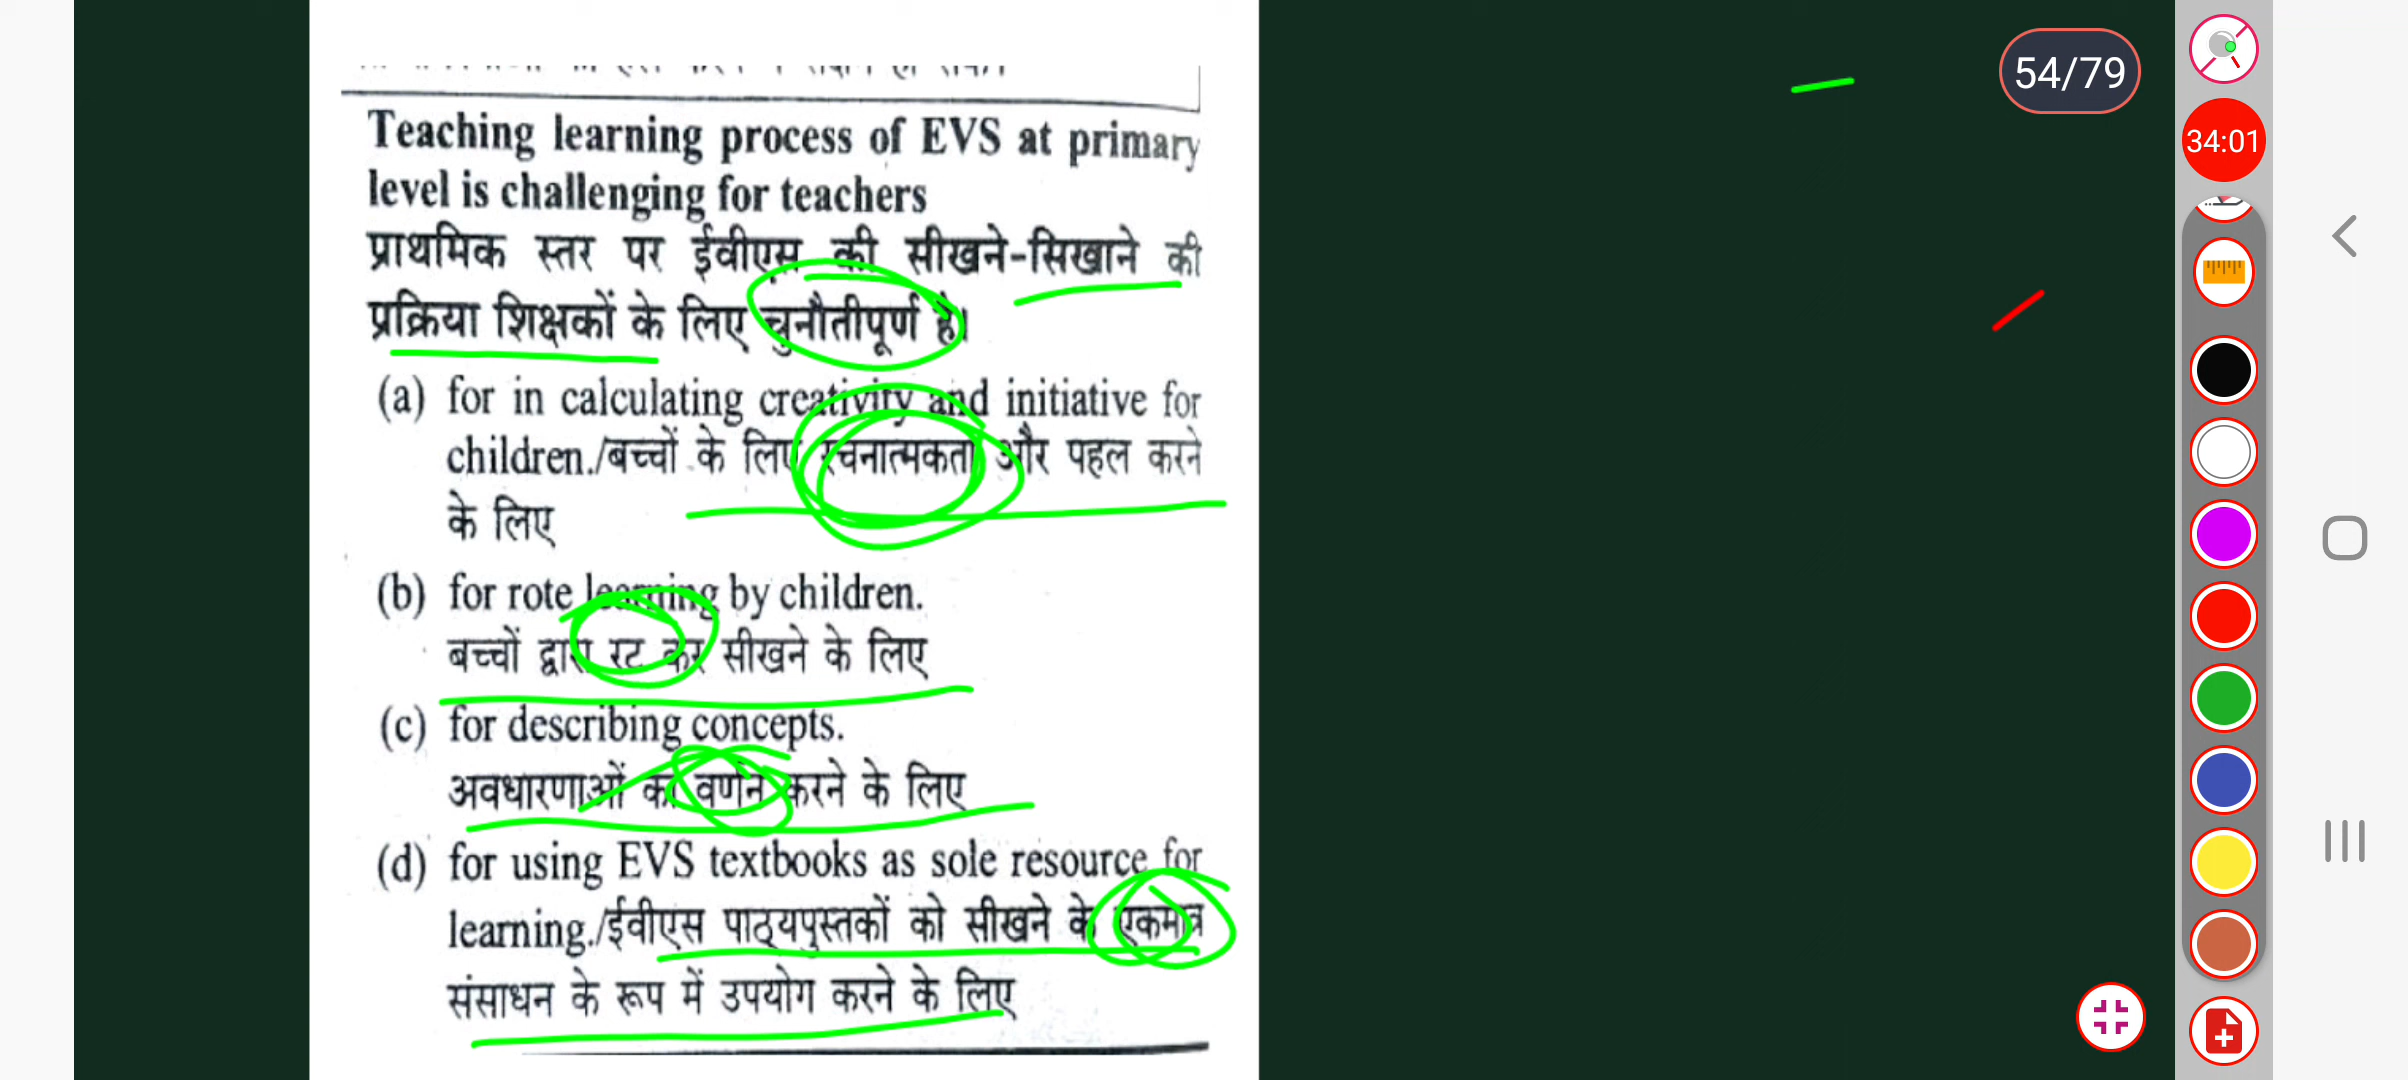 54/79
34:01
Teaching learning process of EVS at primary
level is challenging for teachers
प्राथमिक स्तर पर ईवीएस की सीखने-सिखाने की
प्रक्रिया शिक्षकों के लिए चुनौतीपूर्ण है।
(a) for in calculating creativity and initiative for
children./बच्चों के लिए रचनात्मकता और पहल करने
के लिए
(b) for rote learning by children.
बच्चों द्वारा रट कर सीखने के लिए
(c) for describing concepts.
अवधारणाओं का वर्णन करने के लिए
(d) for using EVS textbooks as sole resource for
learning./ईवीएस पाठ्यपुस्तकों को सीखने के एकमात्र
संसाधन के रूप में उपयोग करने के लिए